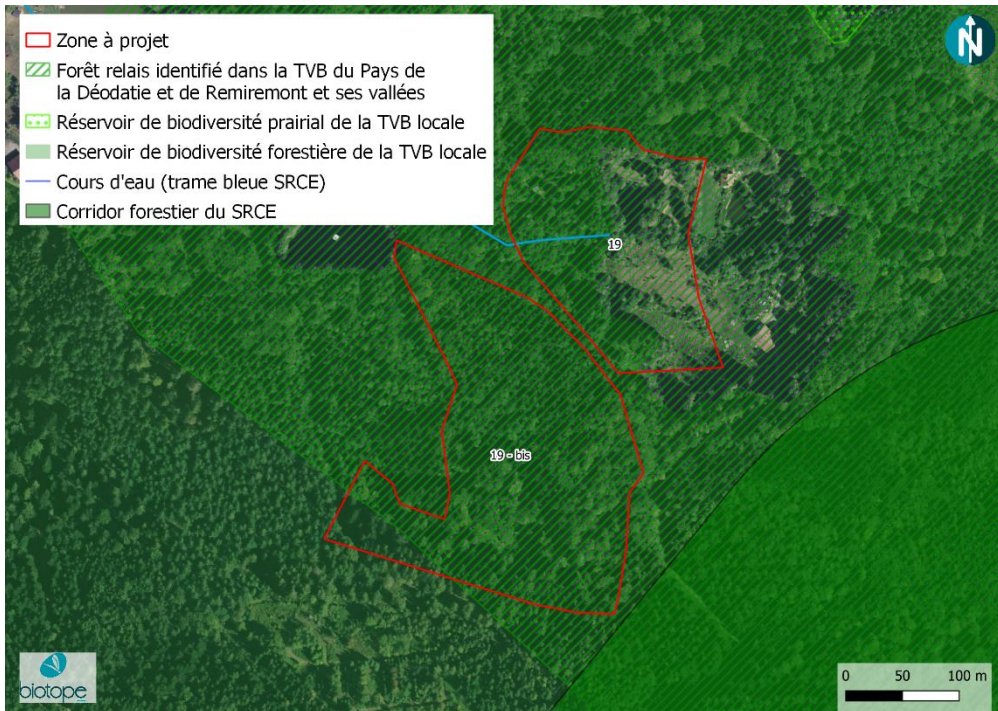 Zone à projet
Forêt relais identifié dans la TVB du Pays de
la Déodatie et de Remiremont et ses vallées
Réservoir de biodiversité prairial de la TVB locale
Réservoir de biodiversité forestière de la TVB locale
Cours d'eau (trame bleue SRCE)
Corridor forestier du SRCE
N
19
19 - bis
biotope
0 50 100 m